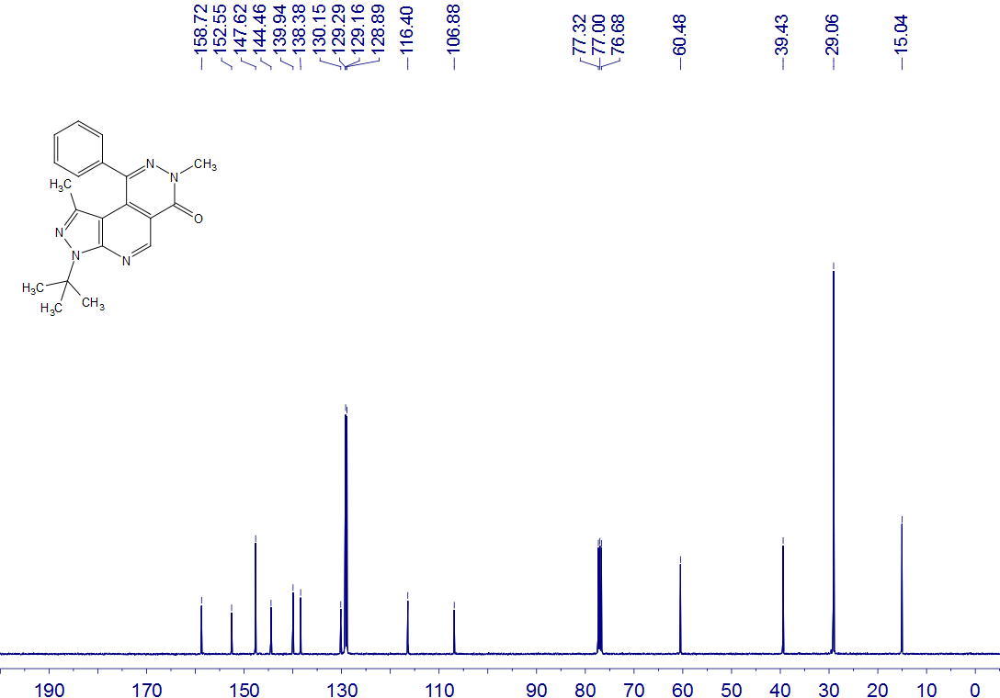 158.72
152.55
147.62
144.46
139.94
138.38
130.15
129.29
129.16
128.89
116.40
106.88
77.32
77.00
76.68
60.48
39.43
29.06
15.04
N
N
CH3
H3C
O
N
N
N
H3C
H3C
CH3
190 170 150 130 110 90 80 70 60 50 40 30 20 10 0